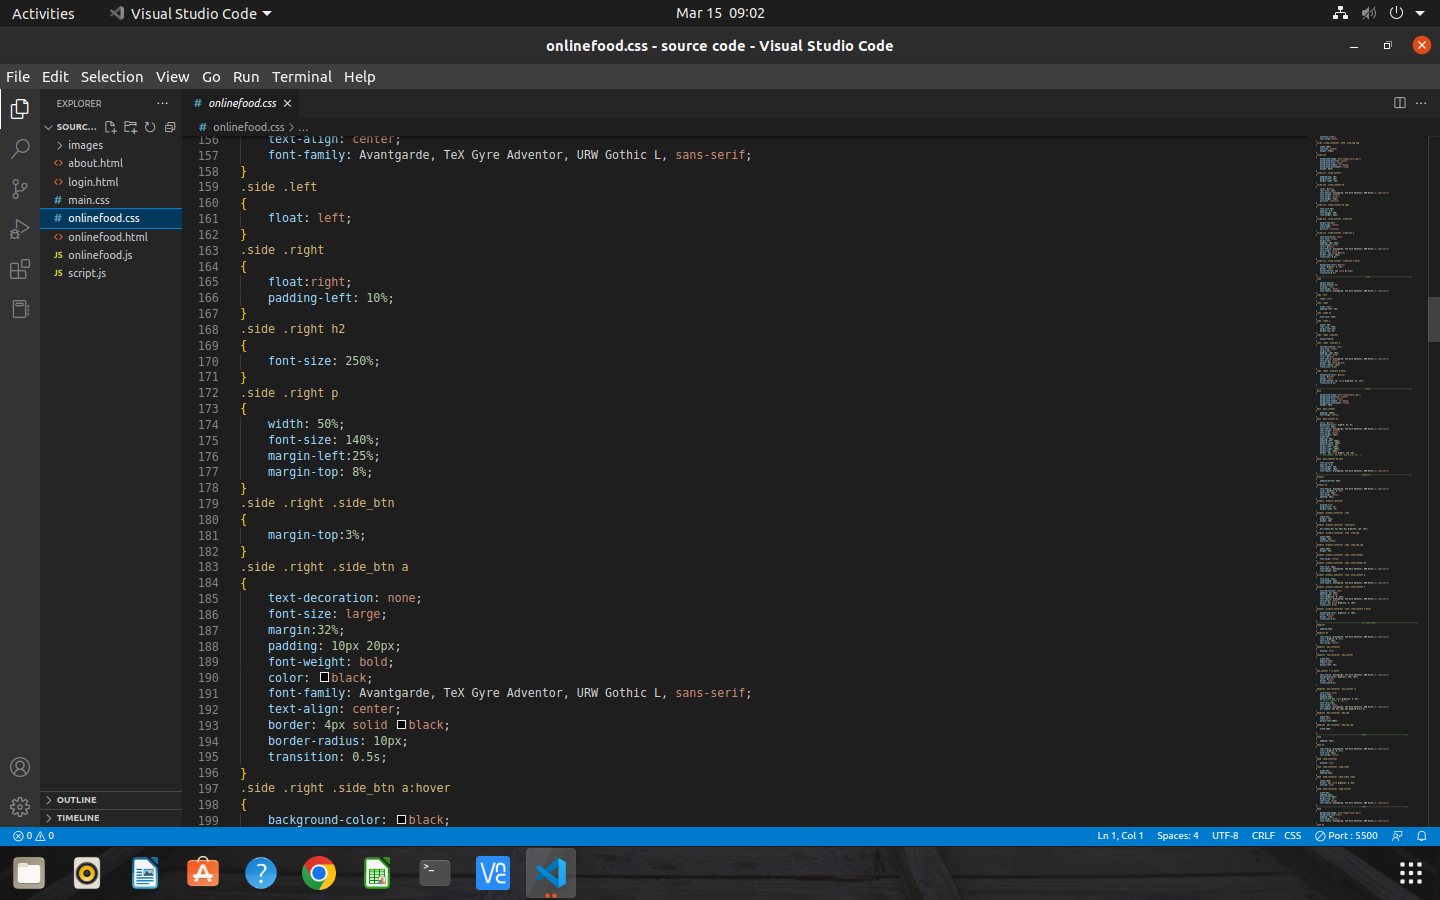 Activities
Visual Studio Code
Mar 15 09:02
onlinefood.css - source code - Visual Studio Code
File Edit Selection View Go Run Terminal Help
EXPLORER
SOURC...
images
about.html
login.html
main.css
onlinefood.css
onlinefood.html
onlinefood.js
script.js
OUTLINE
TIMELINE
onlinefood.css
onlinefood.css > ...
156 text-align: center;
157 font-family: Avantgarde, TeX Gyre Adventor, URW Gothic L, sans-serif;
158 }
159 .side .left
160 {
161 float: left;
162 }
163 .side .right
164 {
165 float:right;
166 padding-left: 10%;
167 }
168 .side .right h2
169 {
170 font-size: 250%;
171 }
172 .side .right p
173 {
174 width: 50%;
175 font-size: 140%;
176 margin-left:25%;
177 margin-top: 8%;
178 }
179 .side .right .side_btn
180 {
181 margin-top:3%;
182 }
183 .side .right .side_btn a
184 {
185 text-decoration: none;
186 font-size: large;
187 margin:32%;
188 padding: 10px 20px;
189 font-weight: bold;
190 color: black;
191 font-family: Avantgarde, TeX Gyre Adventor, URW Gothic L, sans-serif;
192 text-align: center;
193 border: 4px solid black;
194 border-radius: 10px;
195 transition: 0.5s;
196 }
197 .side .right .side_btn a:hover
198 {
199 background-color: black;
0 0
Ln 1, Col 1 Spaces: 4 UTF-8 CRLF CSS Port : 5500